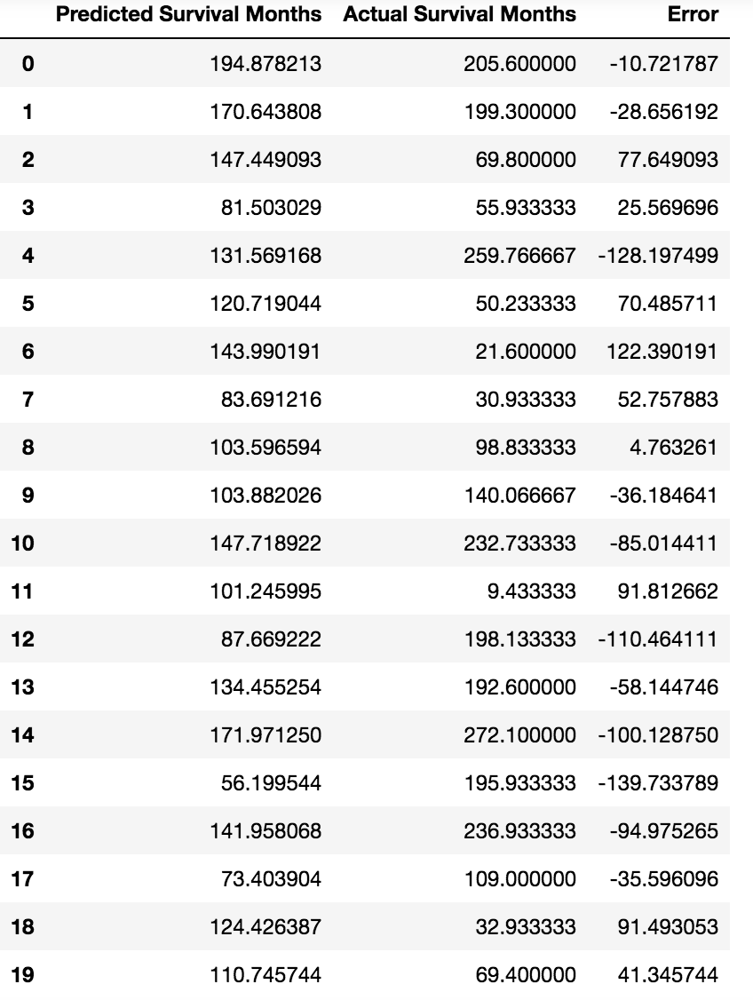 Predicted Survival Months Actual Survival Months Error
0 194.878213 205.600000 -10.721787
1 170.643808 199.300000 -28.656192
2 147.449093 69.800000 77.649093
3 81.503029 55.933333 25.569696
4 131.569168 259.766667 -128.197499
5 120.719044 50.233333 70.485711
6 143.990191 21.600000 122.390191
7 83.691216 30.933333 52.757883
8 103.596594 98.833333 4.763261
9 103.882026 140.066667 -36.184641
10 147.718922 232.733333 -85.014411
11 101.245995 9.433333 91.812662
12 87.669222 198.133333 -110.464111
13 134.455254 192.600000 -58.144746
14 171.971250 272.100000 -100.128750
15 56.199544 195.933333 -139.733789
16 141.958068 236.933333 -94.975265
17 73.403904 109.000000 -35.596096
18 124.426387 32.933333 91.493053
19 110.745744 69.400000 41.345744